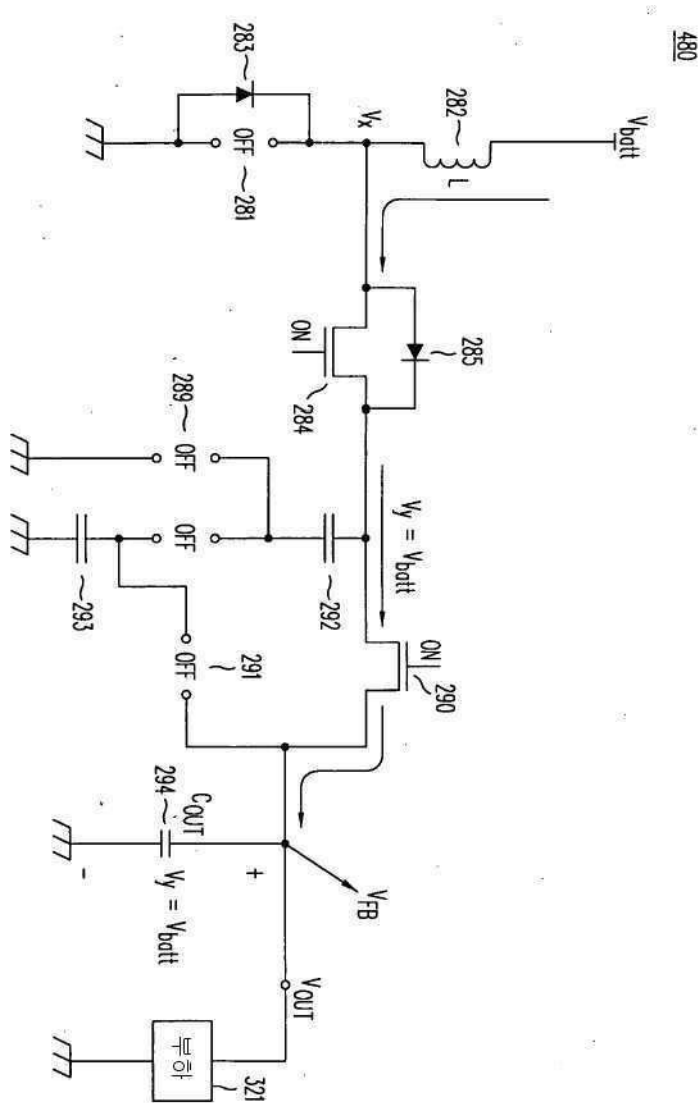 480
Vbatt
282
L
283
Vx
OFF
281
285
ON
284
289
OFF
OFF
Vy = Vbatt
292
293
ON
290
OFF
291
VFB
COUT
294
+
-
Vy = Vbatt
VOUT
부하
321